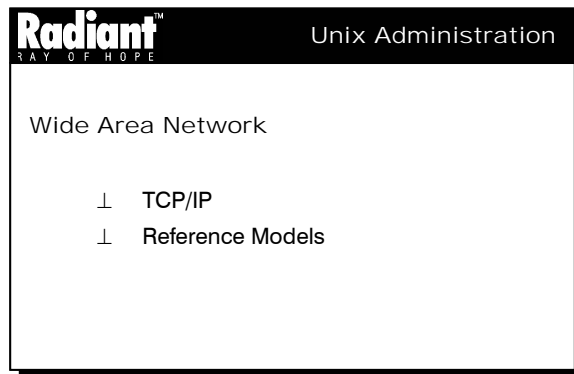 Radiant™
RAY OF HOPE
Unix Administration
Wide Area Network
⊥ TCP/IP
⊥ Reference Models